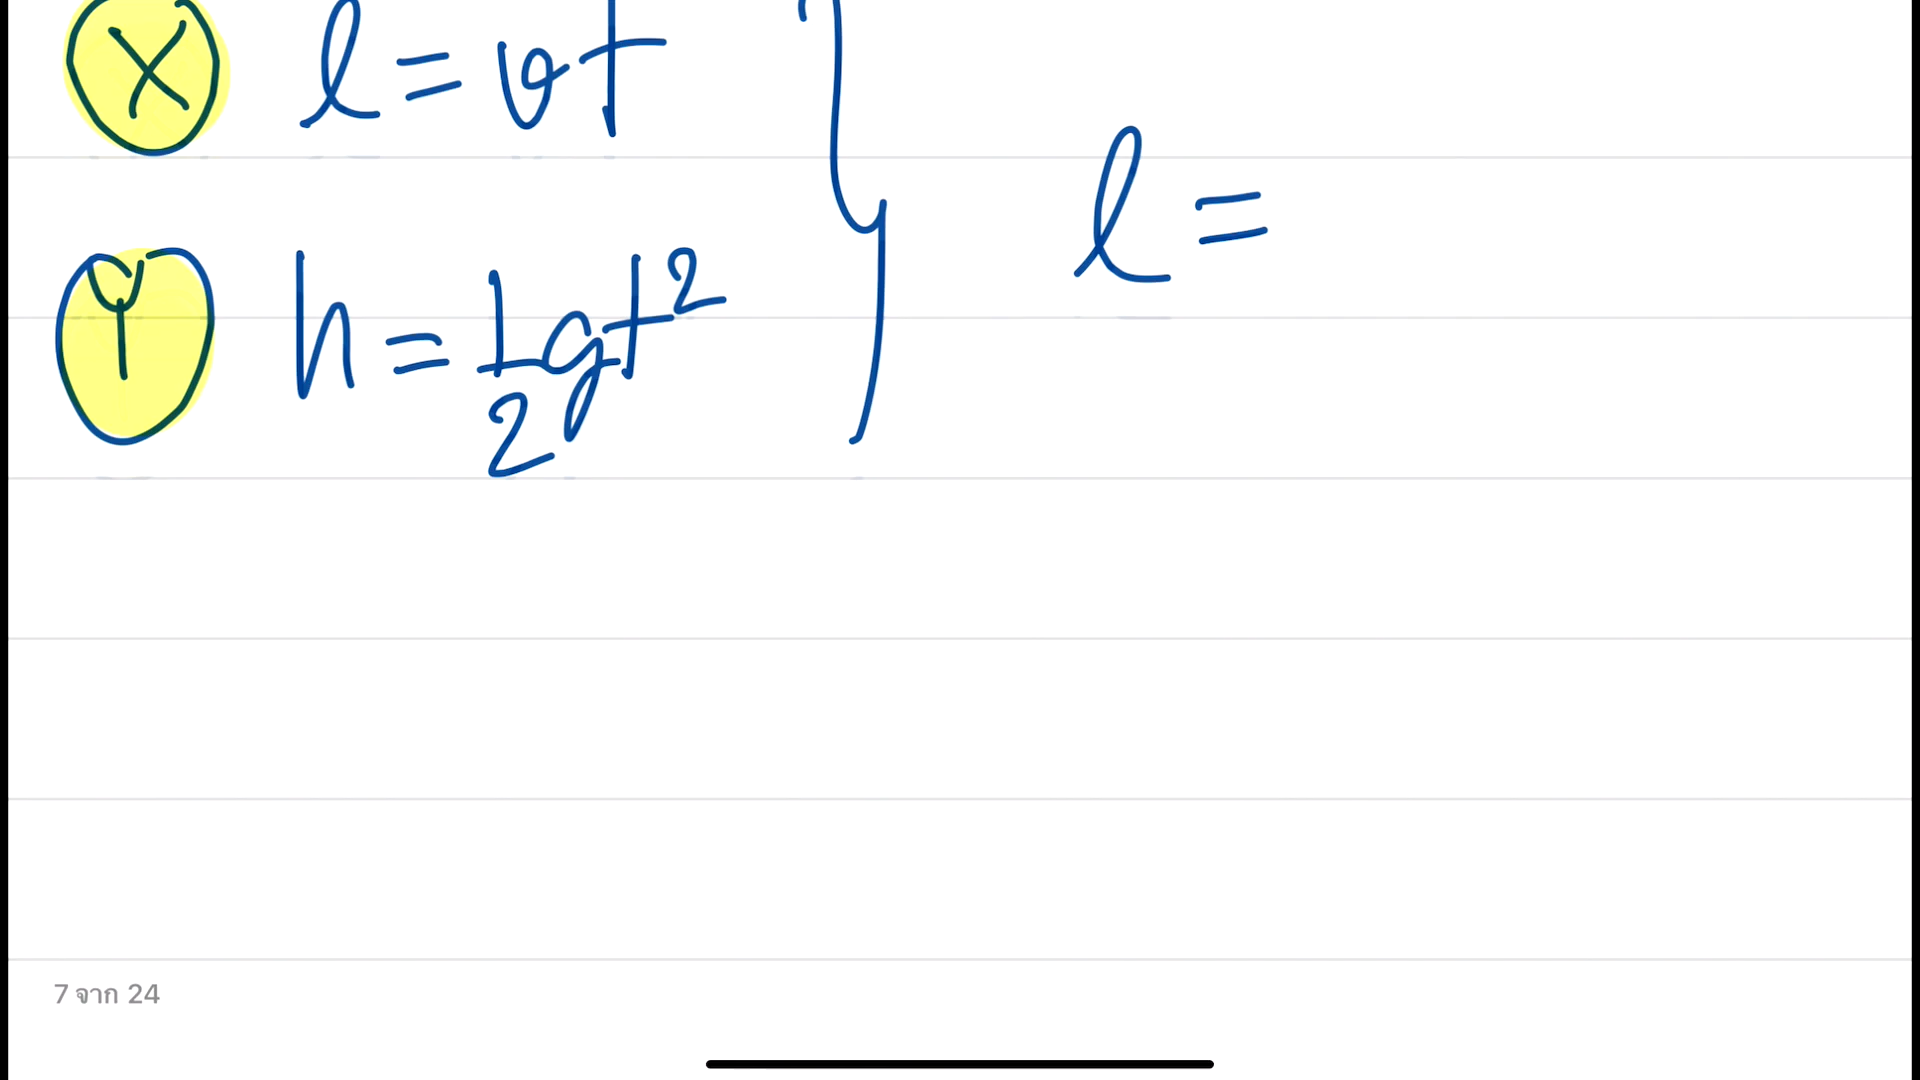 X l = vt
l =
Y h = 1/2 gt²
7 จาก 24